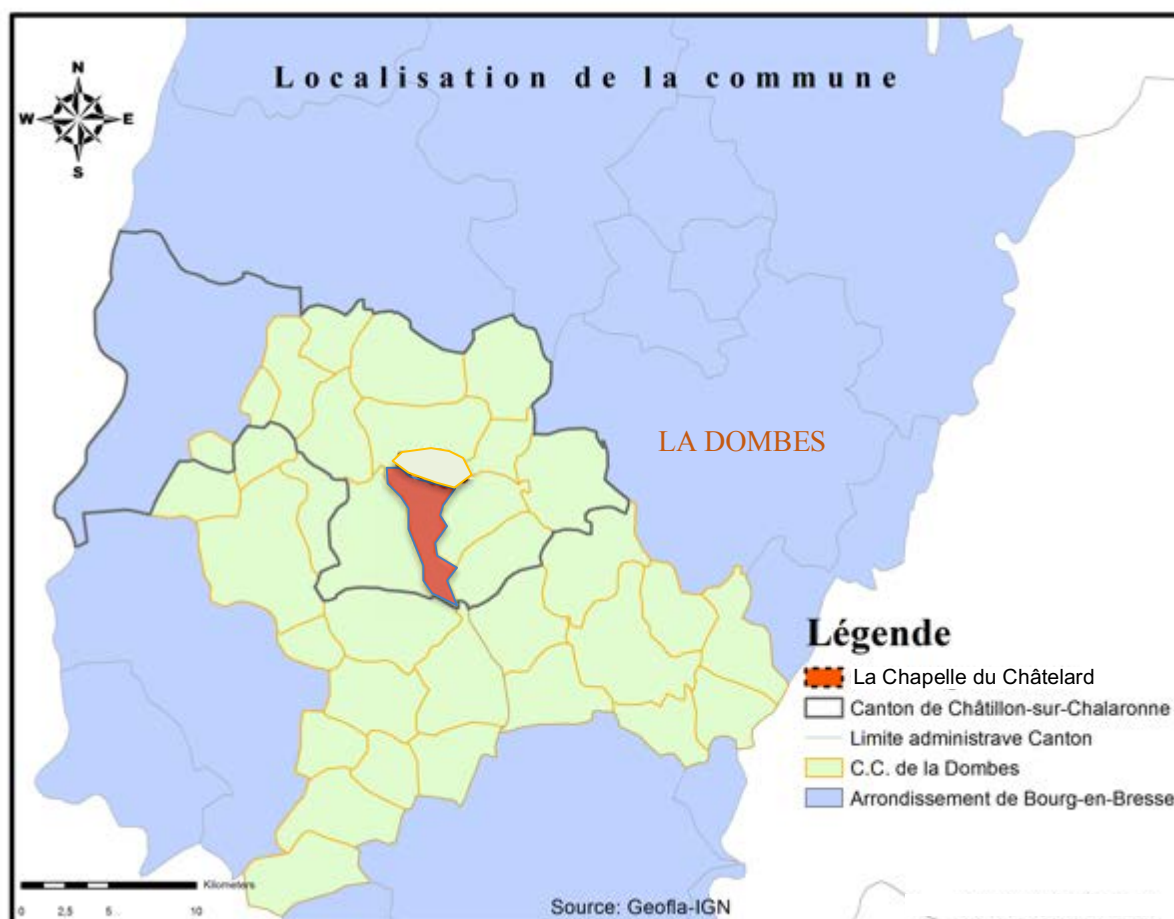 Localisation de la commune
N
W E
S
LA DOMBES
Légende
La Chapelle du Châtelard
Canton de Châtillon-sur-Chalaronne
Limite administrave Canton
C.C. de la Dombes
Arrondissement de Bourg-en-Bresse
Kilometers
0 2,5 5 10
Source: Geofla-IGN